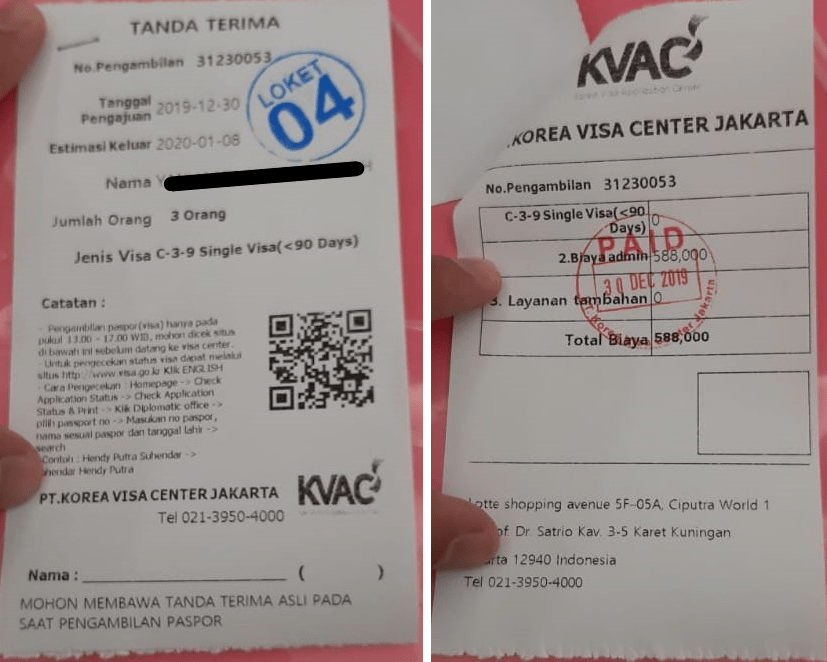 TANDA TERIMA
No.Pengambilan 31230053
Tanggal
Pengajuan 2019-12-30
LOKET
04
Estimasi Keluar 2020-01-08
Nama
Jumlah Orang 3 Orang
Jenis Visa C-3-9 Single Visa(<90 Days)
Catatan :
- Pengambilan paspor(visa) hanya pada
pukul 13.00 - 17.00 WIB, mohon dicek situs
di bawah ini sebelum datang ke visa center.
- Untuk pengecekan status visa dapat melalui
situs http://www.visa.go.kr Klik ENGLISH
- Cara Pengecekan : Homepage -> Check
Application Status -> Check Application
Status & Print -> Klik Diplomatic office ->
pilih passport no -> Masukan no paspor,
nama sesuai paspor dan tanggal lahir ->
search
Contoh : Hendy Putra Suhendar ->
hendar Hendy Putra
PT.KOREA VISA CENTER JAKARTA
KVAC
Tel 021-3950-4000
Nama : ( )
MOHON MEMBAWA TANDA TERIMA ASLI PADA
SAAT PENGAMBILAN PASPOR
KVAC
KOREA VISA CENTER JAKARTA
No.Pengambilan 31230053
C-3-9 Single Visa(<90
Days) 0
PAID
2.Biaya admin 588,000
30 DEC 2019
3. Layanan tambahan 0
Total Biaya 588,000
Lotte shopping avenue 5F-05A, Ciputra World 1
of. Dr. Satrio Kav. 3-5 Karet Kuningan
arta 12940 Indonesia
Tel 021-3950-4000